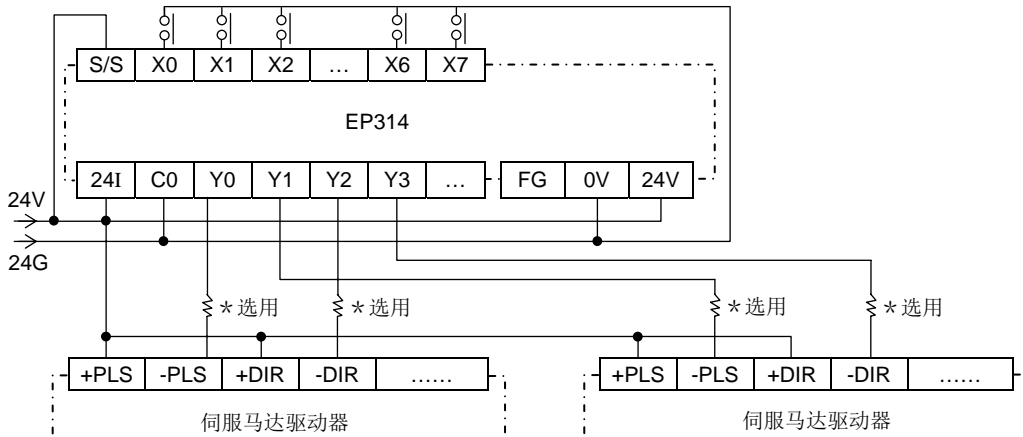 S/S X0 X1 X2 … X6 X7
EP314
24I C0 Y0 Y1 Y2 Y3 … FG 0V 24V
24V
24G
*选用 *选用 *选用 *选用
+PLS -PLS +DIR -DIR …… +PLS -PLS +DIR -DIR ……
伺服马达驱动器 伺服马达驱动器